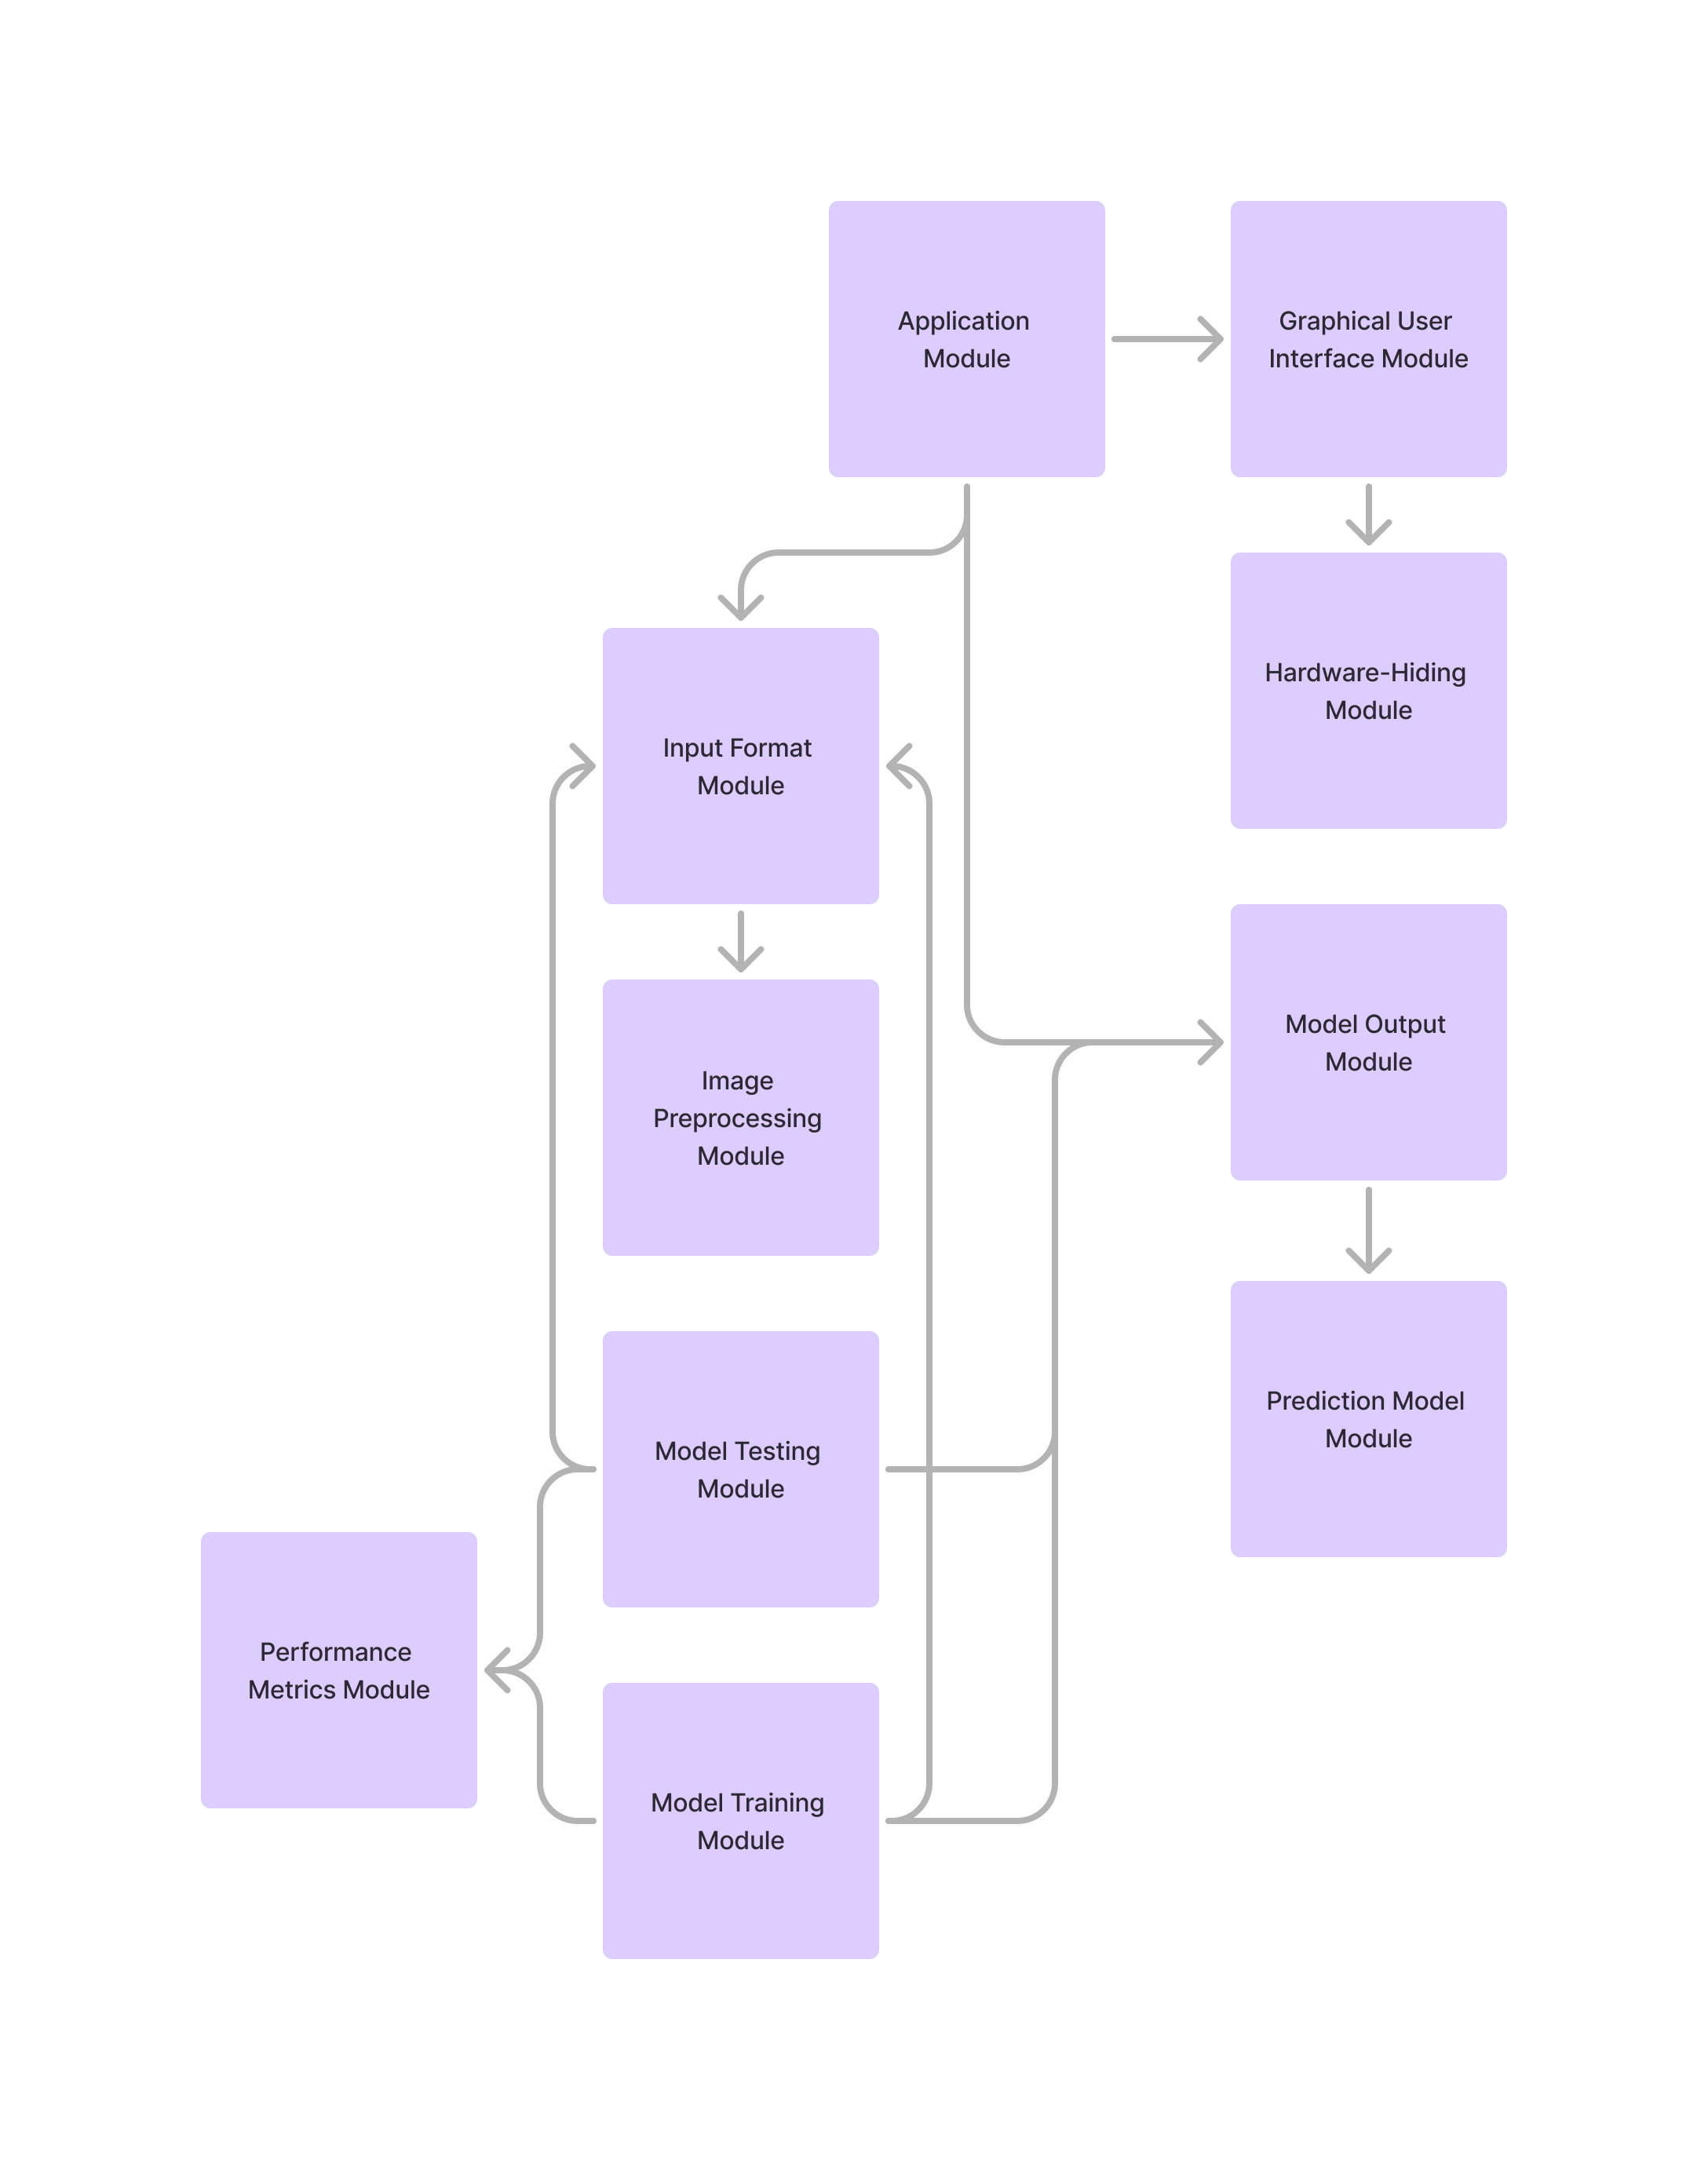 Application
Module
Graphical User
Interface Module
Hardware-Hiding
Module
Input Format
Module
Image
Preprocessing
Module
Model Output
Module
Prediction Model
Module
Model Testing
Module
Performance
Metrics Module
Model Training
Module